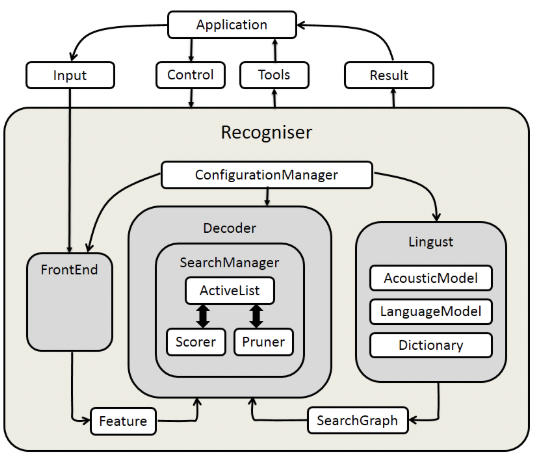 Application
Input
Control
Tools
Result
Recogniser
ConfigurationManager
Decoder
Lingust
SearchManager
FrontEnd
AcousticModel
ActiveList
LanguageModel
Scorer
Pruner
Dictionary
Feature
SearchGraph